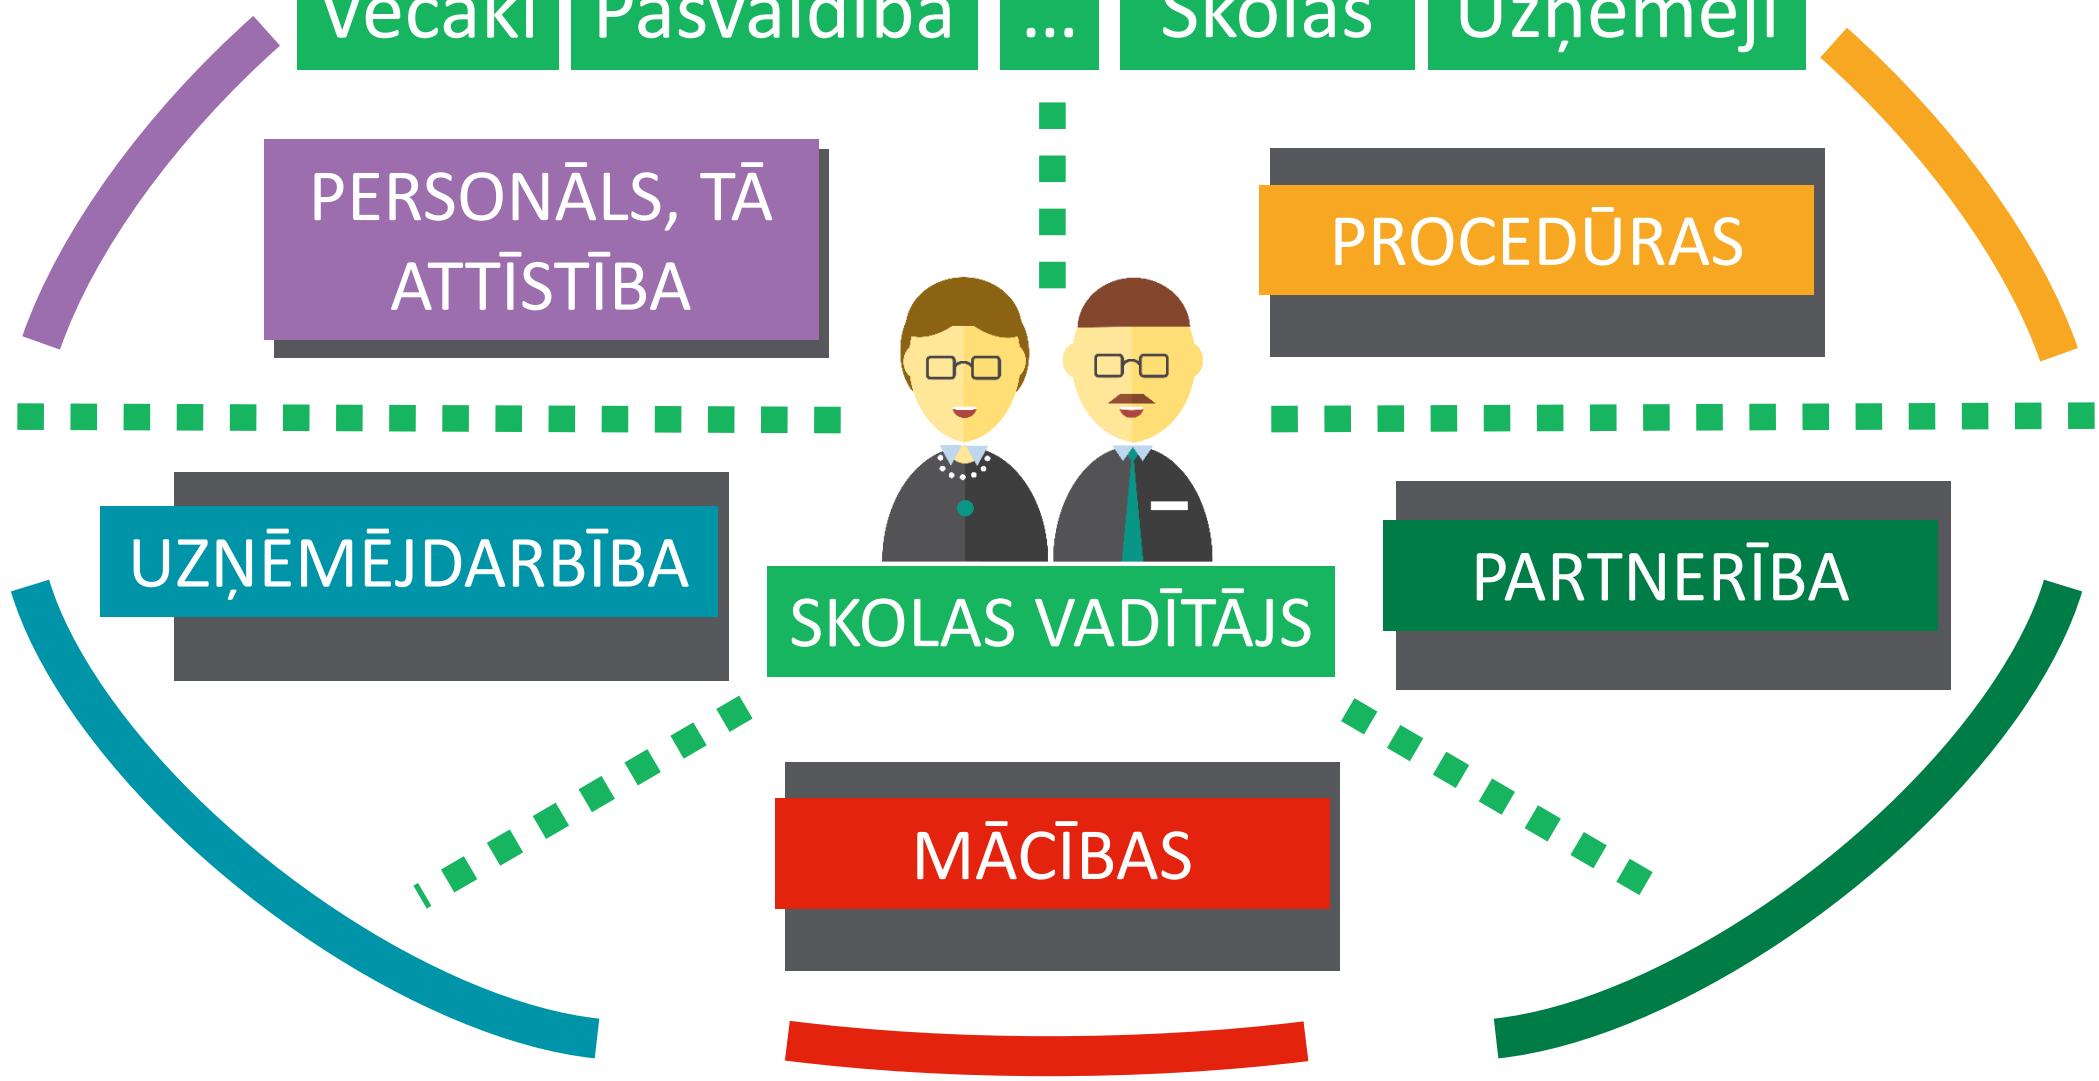 Vecāki Pašvaldība ... Skolas Uzņēmēji
PERSONĀLS, TĀ
ATTĪSTĪBA
PROCEDŪRAS
UZŅĒMĒJDARBĪBA
PARTNERĪBA
SKOLAS VADĪTĀJS
MĀCĪBAS